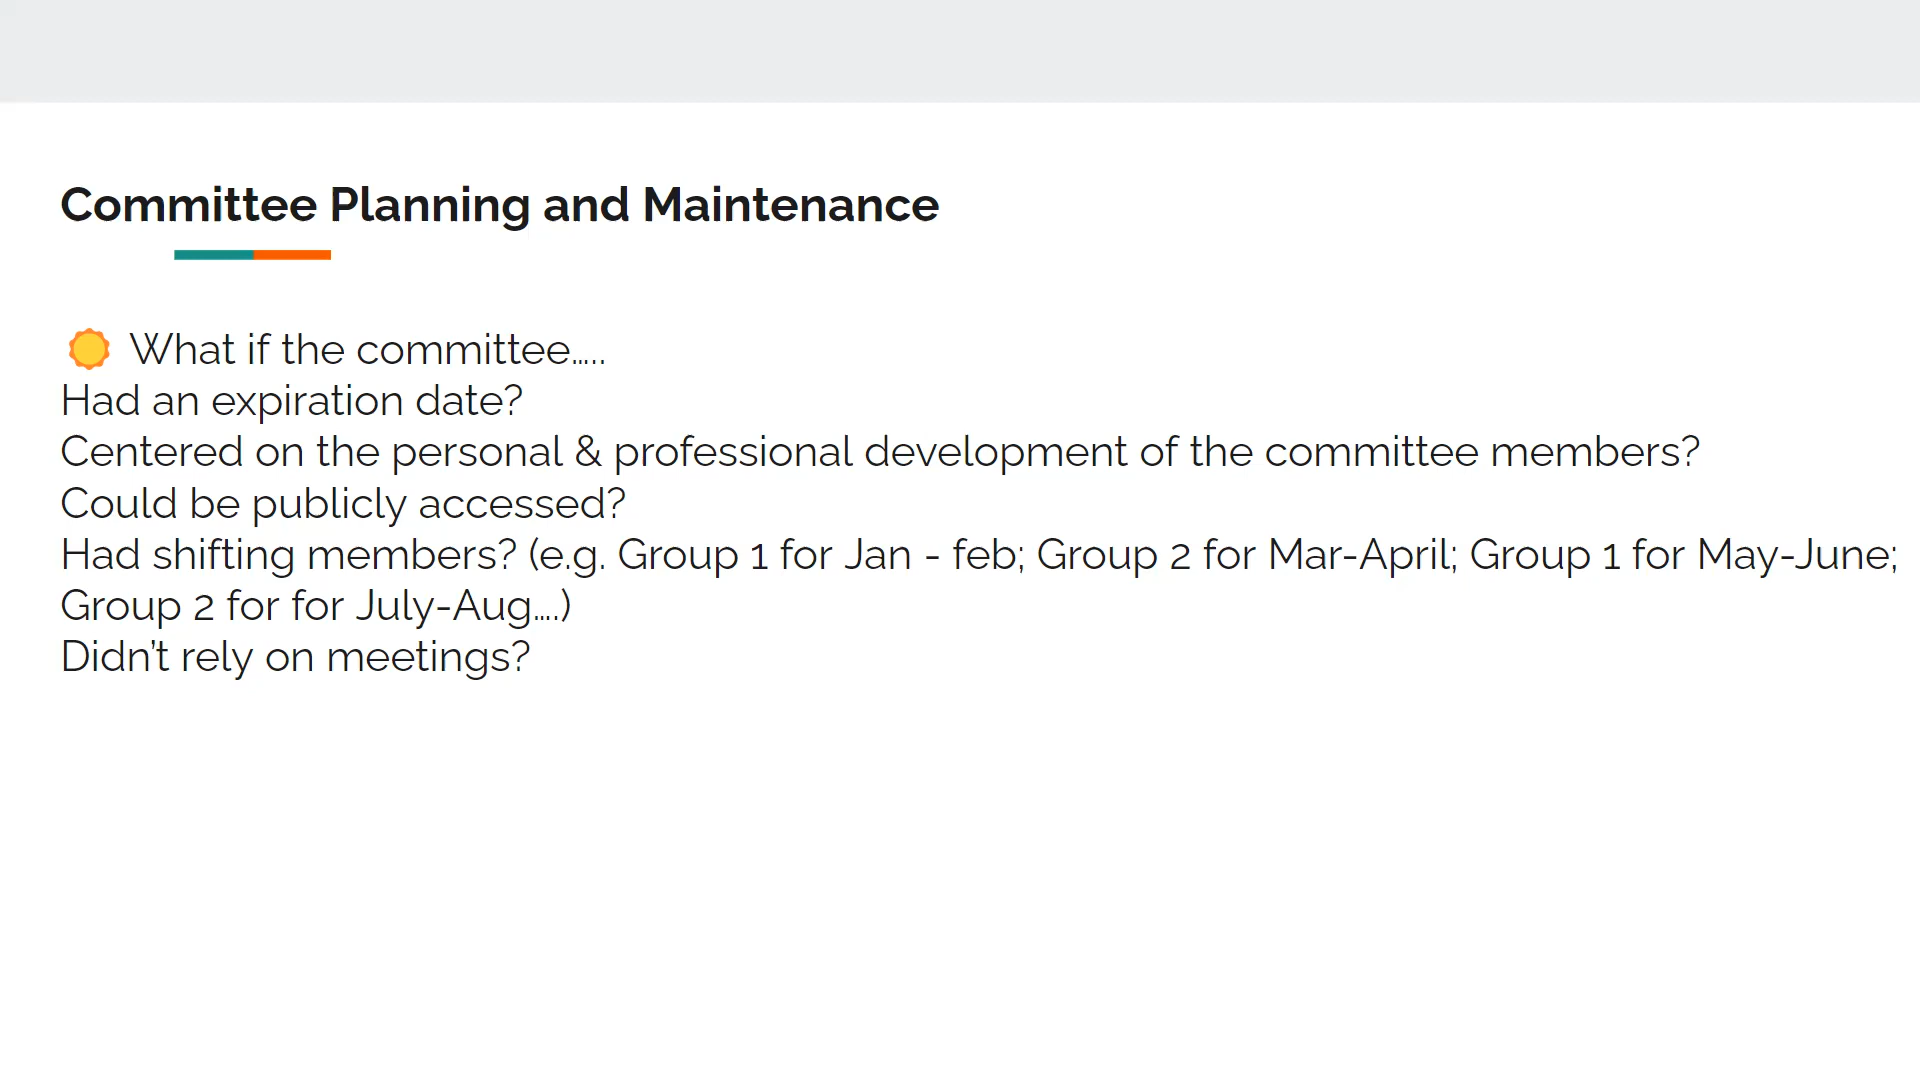 Committee Planning and Maintenance
What if the committee…..
Had an expiration date?
Centered on the personal & professional development of the committee members?
Could be publicly accessed?
Had shifting members? (e.g. Group 1 for Jan - feb; Group 2 for Mar-April; Group 1 for May-June;
Group 2 for for July-Aug….)
Didn’t rely on meetings?